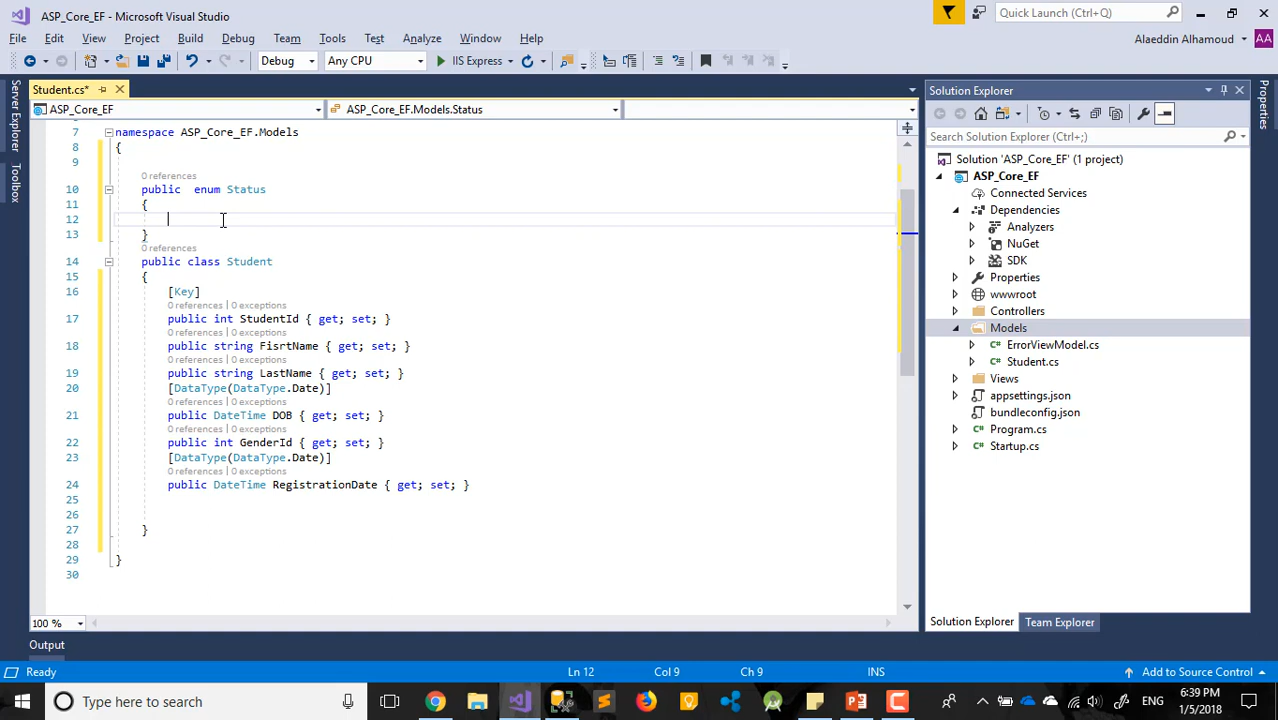 ASP_Core_EF - Microsoft Visual Studio
Quick Launch (Ctrl+Q)
File Edit View Project Build Debug Team Tools Test Analyze Window Help
Alaeddin Alhamoud AA
Debug Any CPU IIS Express
Student.cs*
ASP_Core_EF ASP_Core_EF.Models.Status
Server Explorer
Toolbox
7 namespace ASP_Core_EF.Models
8 {
9
0 references
10 public  enum Status
11 {
12
13 }
0 references
14 public class Student
15 {
16 [Key]
0 references | 0 exceptions
17 public int StudentId { get; set; }
0 references | 0 exceptions
18 public string FisrtName { get; set; }
0 references | 0 exceptions
19 public string LastName { get; set; }
20 [DataType(DataType.Date)]
0 references | 0 exceptions
21 public DateTime DOB { get; set; }
0 references | 0 exceptions
22 public int GenderId { get; set; }
23 [DataType(DataType.Date)]
0 references | 0 exceptions
24 public DateTime RegistrationDate { get; set; }
25
26
27 }
28
29 }
30
100 %
Solution Explorer
Search Solution Explorer (Ctrl+;)
Solution 'ASP_Core_EF' (1 project)
ASP_Core_EF
Connected Services
Dependencies
Analyzers
NuGet
SDK
Properties
wwwroot
Controllers
Models
ErrorViewModel.cs
Student.cs
Views
appsettings.json
bundleconfig.json
Program.cs
Startup.cs
Solution Explorer Team Explorer
Properties
Output
Ready Ln 12 Col 9 Ch 9 INS Add to Source Control
Type here to search
ENG
6:39 PM
1/5/2018